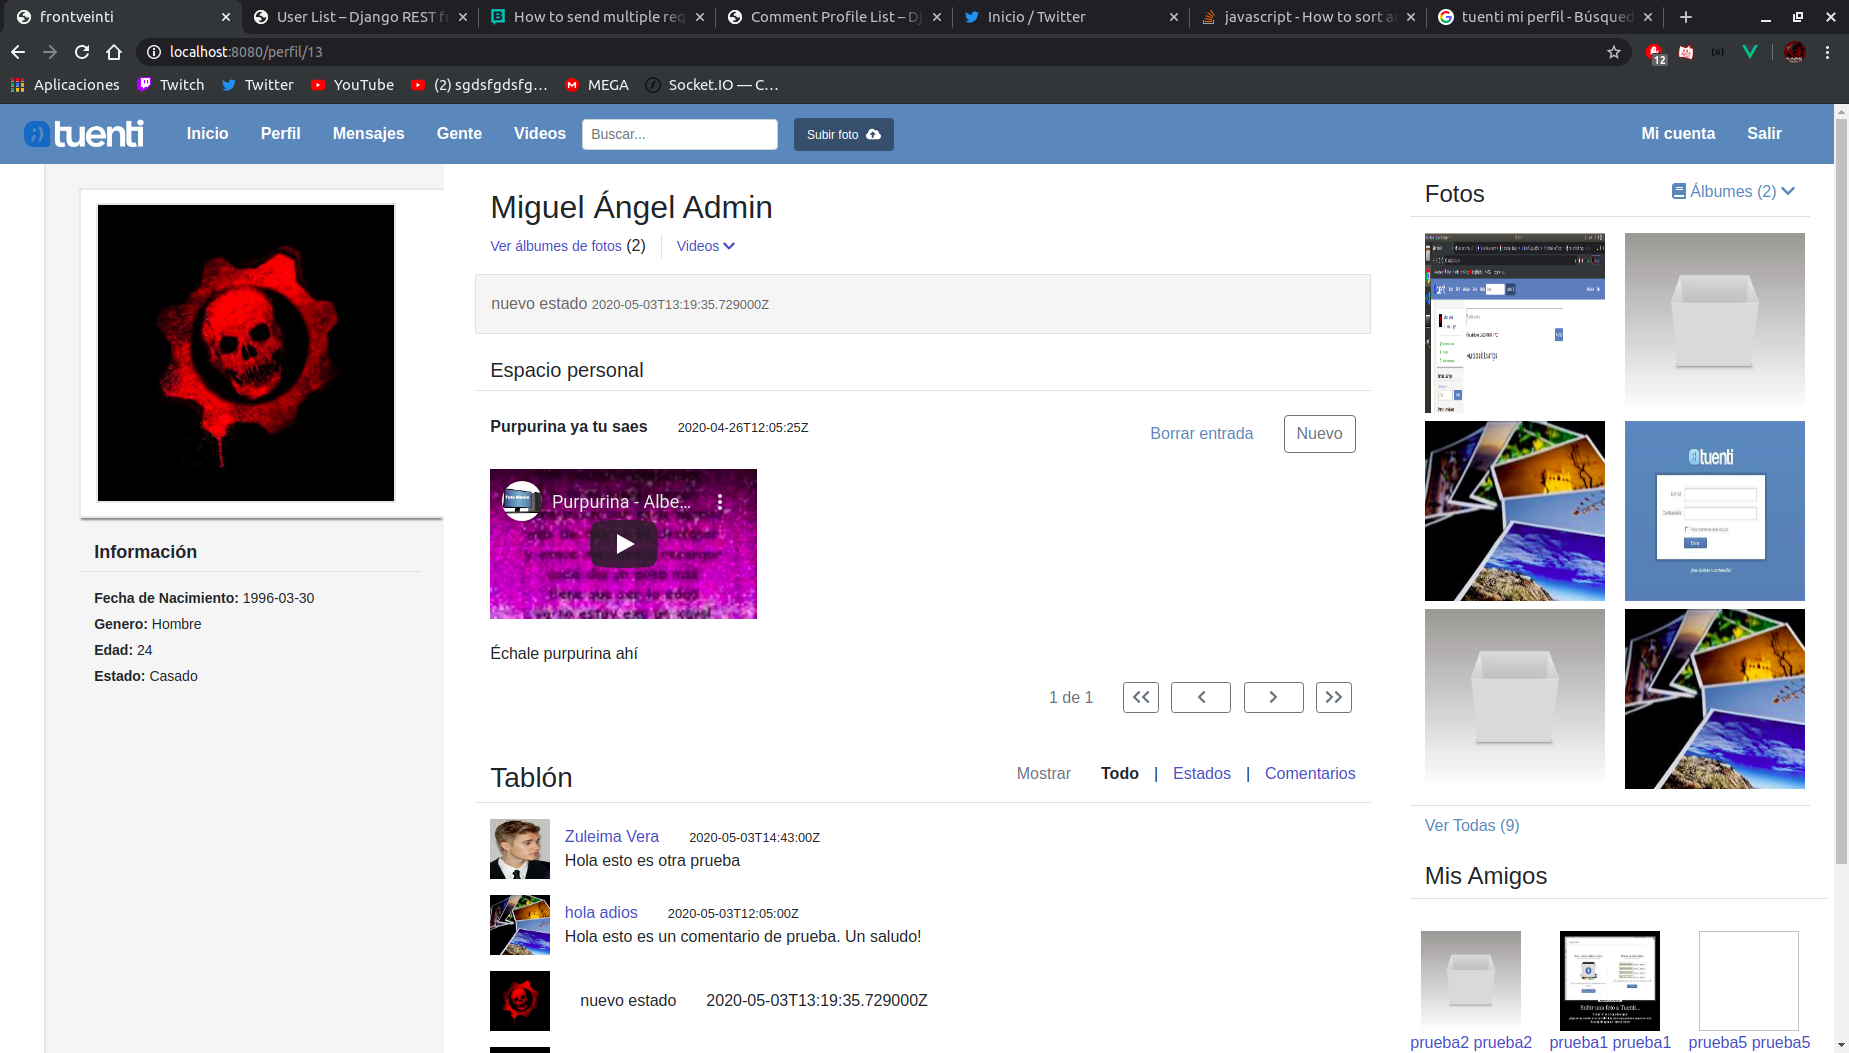 frontveinti
User List – Django REST fr
How to send multiple req
Comment Profile List – Dj
Inicio / Twitter
javascript - How to sort ar
tuenti mi perfil - Búsqued
localhost:8080/perfil/13
12
Aplicaciones
Twitch
Twitter
YouTube
(2) sgdsfgdsfg...
MEGA
Socket.IO — C...
tuenti
Inicio
Perfil
Mensajes
Gente
Videos
Buscar...
Subir foto
Mi cuenta
Salir
Miguel Ángel Admin
Ver álbumes de fotos (2)
Videos
nuevo estado 2020-05-03T13:19:35.729000Z
Espacio personal
Purpurina ya tu saes
2020-04-26T12:05:25Z
Borrar entrada
Nuevo
Purpurina - Albe...
Échale purpurina ahí
1 de 1
Tablón
Mostrar
Todo
|
Estados
|
Comentarios
Zuleima Vera
2020-05-03T14:43:00Z
Hola esto es otra prueba
hola adios
2020-05-03T12:05:00Z
Hola esto es un comentario de prueba. Un saludo!
nuevo estado
2020-05-03T13:19:35.729000Z
Información
Fecha de Nacimiento: 1996-03-30
Genero: Hombre
Edad: 24
Estado: Casado
Fotos
Álbumes (2)
tuenti
Ver Todas (9)
Mis Amigos
Subir una foto a Tuenti...
prueba2 prueba2
prueba1 prueba1
prueba5 prueba5